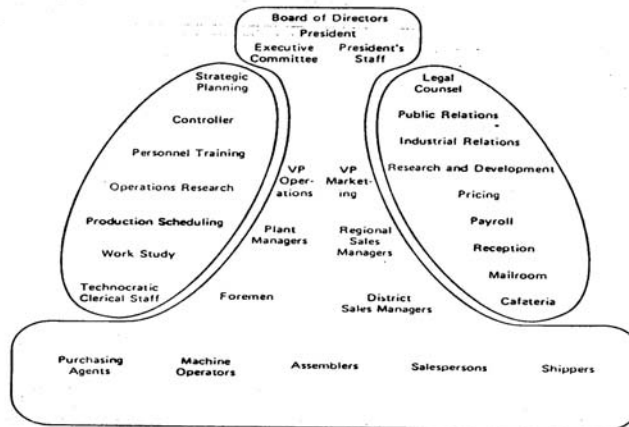 Board of Directors
President
Executive
Committee
President's
Staff
Strategic
Planning
Controller
Personnel Training
Operations Research
Production Scheduling
Work Study
Technocratic
Clerical Staff
VP
Oper-
ations
VP
Market-
ing
Plant
Managers
Regional
Sales
Managers
Foremen
District
Sales Managers
Legal
Counsel
Public Relations
Industrial Relations
Research and Development
Pricing
Payroll
Reception
Mailroom
Cafeteria
Purchasing
Agents
Machine
Operators
Assemblers
Salespersons
Shippers